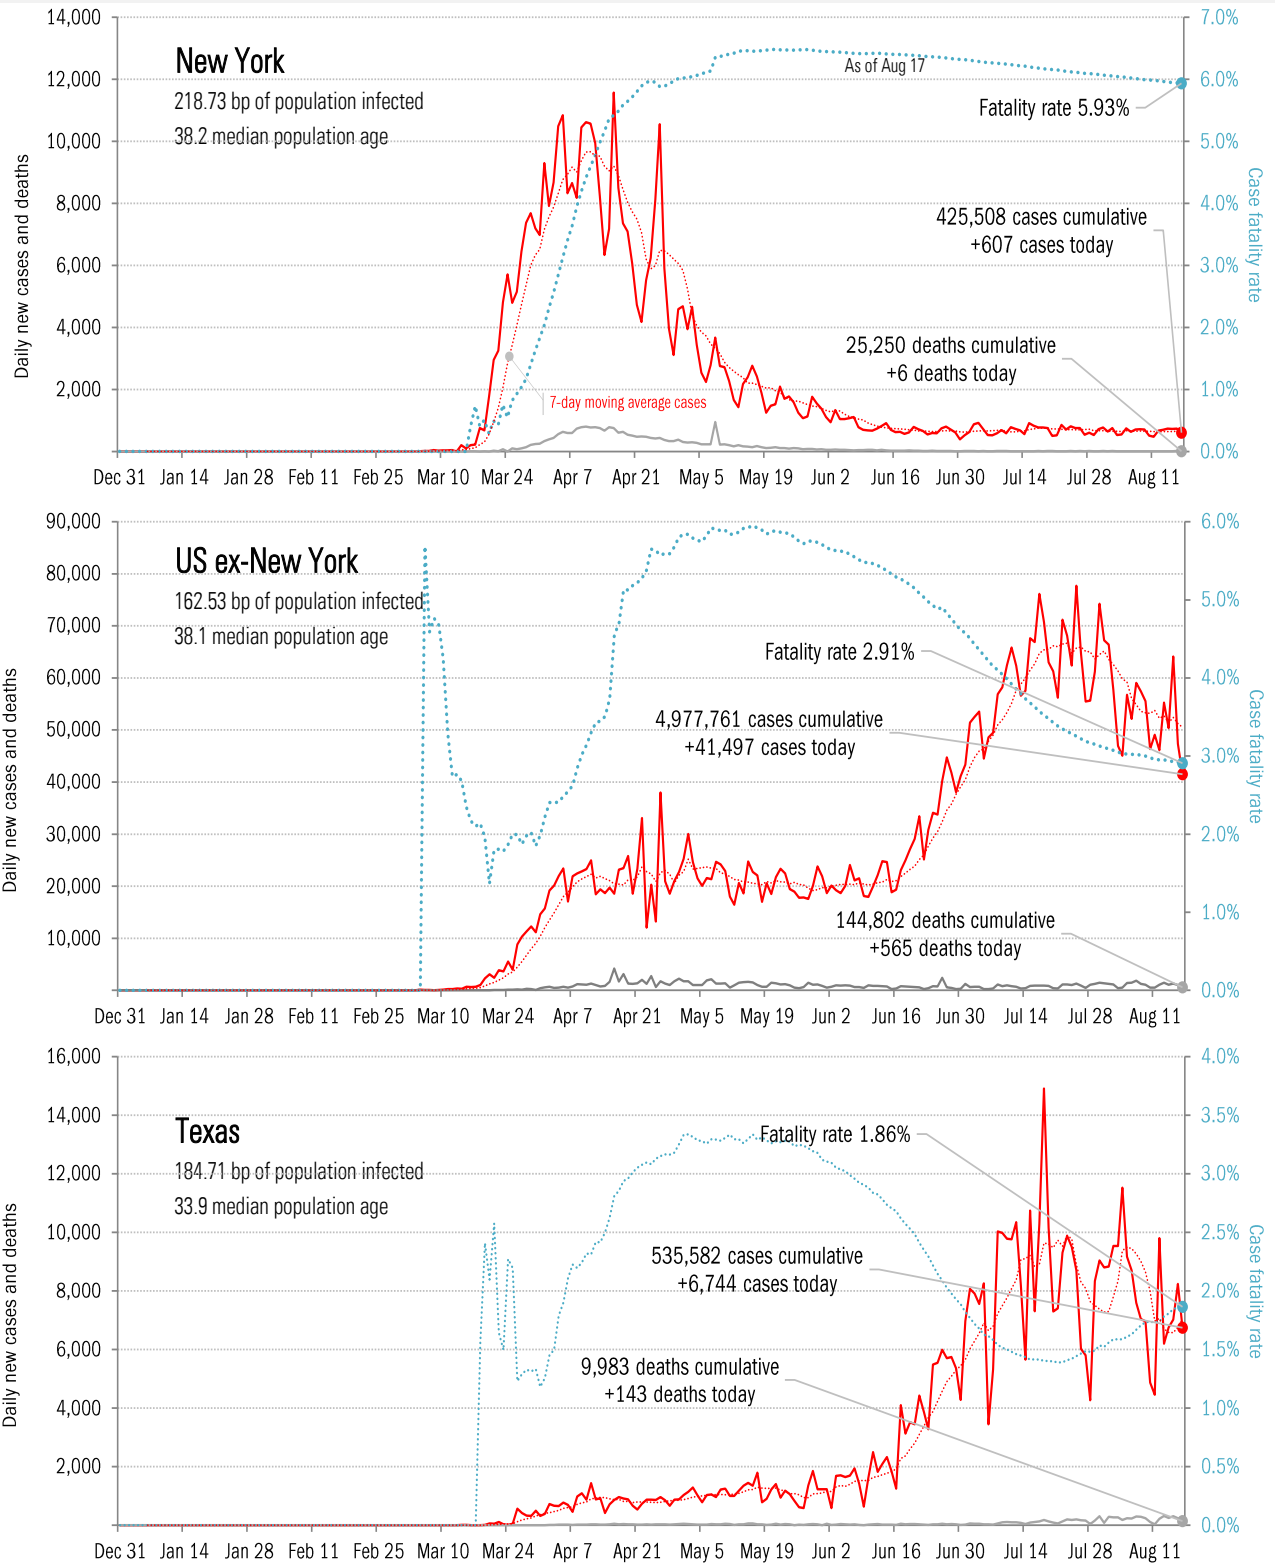 14,000
12,000
10,000
8,000
6,000
4,000
2,000
7.0%
6.0%
5.0%
4.0%
3.0%
2.0%
1.0%
0.0%
Daily new cases and deaths
Case fatality rate
New York
218.73 bp of population infected
38.2 median population age
As of Aug 17
Fatality rate 5.93%
425,508 cases cumulative
+607 cases today
25,250 deaths cumulative
+6 deaths today
7-day moving average cases
Dec 31 Jan 14 Jan 28 Feb 11 Feb 25 Mar 10 Mar 24 Apr 7 Apr 21 May 5 May 19 Jun 2 Jun 16 Jun 30 Jul 14 Jul 28 Aug 11
90,000
80,000
70,000
60,000
50,000
40,000
30,000
20,000
10,000
6.0%
5.0%
4.0%
3.0%
2.0%
1.0%
0.0%
Daily new cases and deaths
Case fatality rate
US ex-New York
162.53 bp of population infected
38.1 median population age
Fatality rate 2.91%
4,977,761 cases cumulative
+41,497 cases today
144,802 deaths cumulative
+565 deaths today
Dec 31 Jan 14 Jan 28 Feb 11 Feb 25 Mar 10 Mar 24 Apr 7 Apr 21 May 5 May 19 Jun 2 Jun 16 Jun 30 Jul 14 Jul 28 Aug 11
16,000
14,000
12,000
10,000
8,000
6,000
4,000
2,000
4.0%
3.5%
3.0%
2.5%
2.0%
1.5%
1.0%
0.5%
0.0%
Daily new cases and deaths
Case fatality rate
Texas
184.71 bp of population infected
33.9 median population age
Fatality rate 1.86%
535,582 cases cumulative
+6,744 cases today
9,983 deaths cumulative
+143 deaths today
Dec 31 Jan 14 Jan 28 Feb 11 Feb 25 Mar 10 Mar 24 Apr 7 Apr 21 May 5 May 19 Jun 2 Jun 16 Jun 30 Jul 14 Jul 28 Aug 11